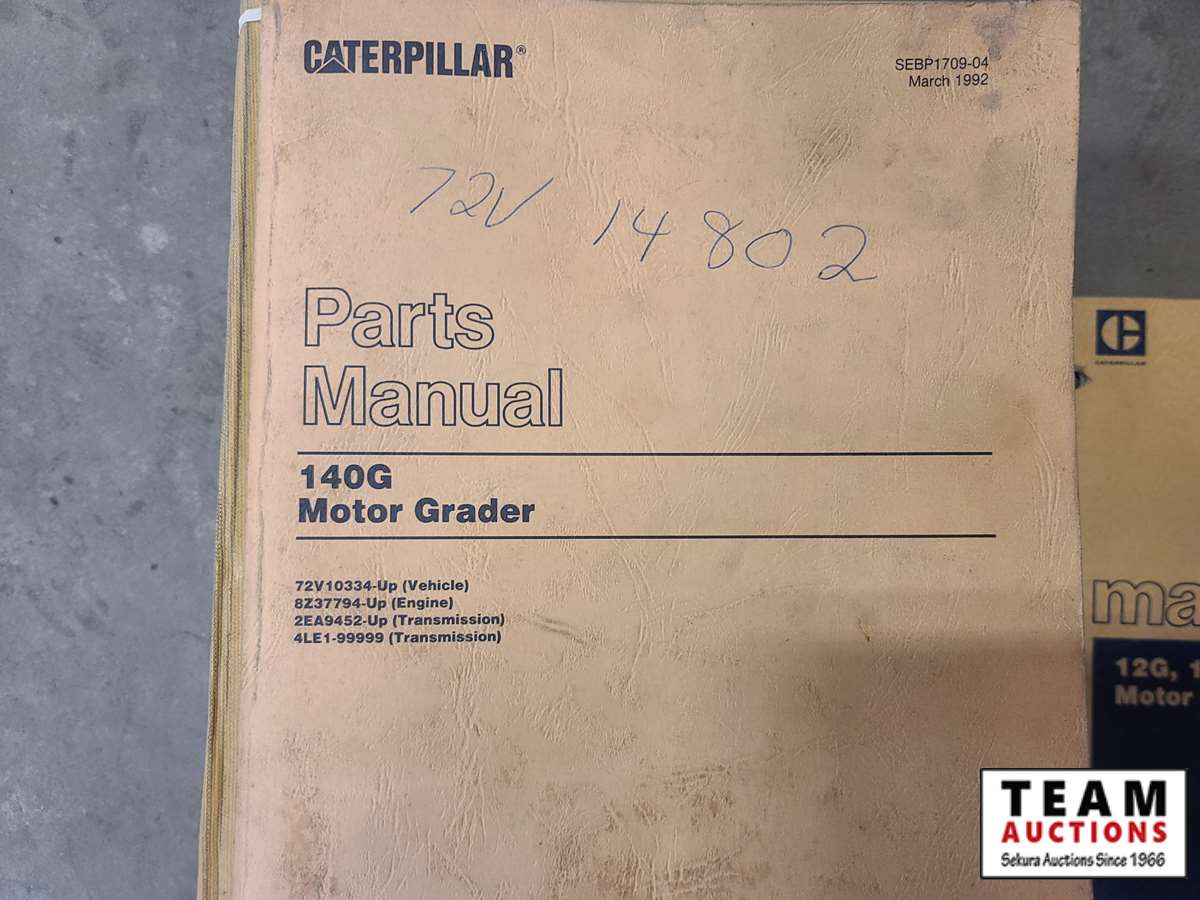 CATERPILLAR®
SEBP1709-04
March 1992
72V 14802
Parts
Manual
140G
Motor Grader
72V10334-Up (Vehicle)
8Z37794-Up (Engine)
2EA9452-Up (Transmission)
4LE1-99999 (Transmission)
CATERPILLAR
ma
12G, 1
Motor
TEAM
AUCTIONS
Sekura Auctions Since 1966